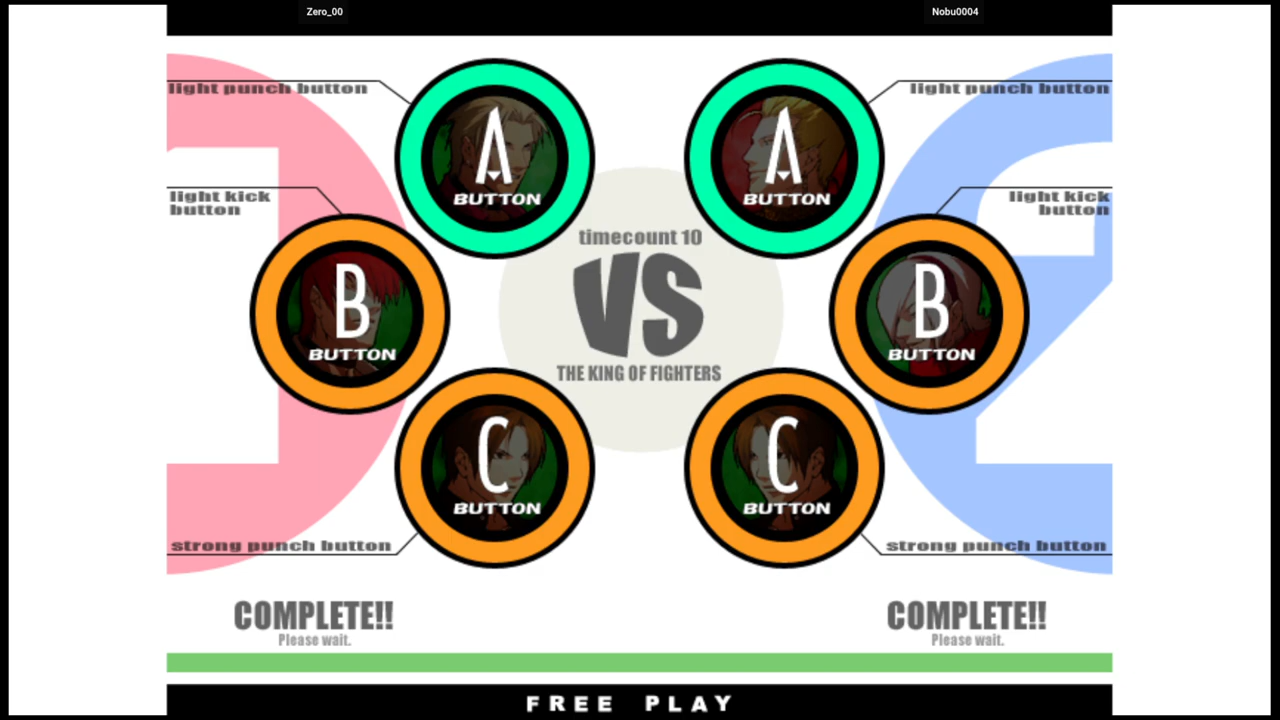 Zero_00
Nobu0004
light punch button
light punch button
A
BUTTON
A
BUTTON
light kick
button
light kick
button
timecount 10
VS
THE KING OF FIGHTERS
B
BUTTON
B
BUTTON
C
BUTTON
C
BUTTON
strong punch button
strong punch button
COMPLETE!!
Please wait.
COMPLETE!!
Please wait.
FREE PLAY
1
2